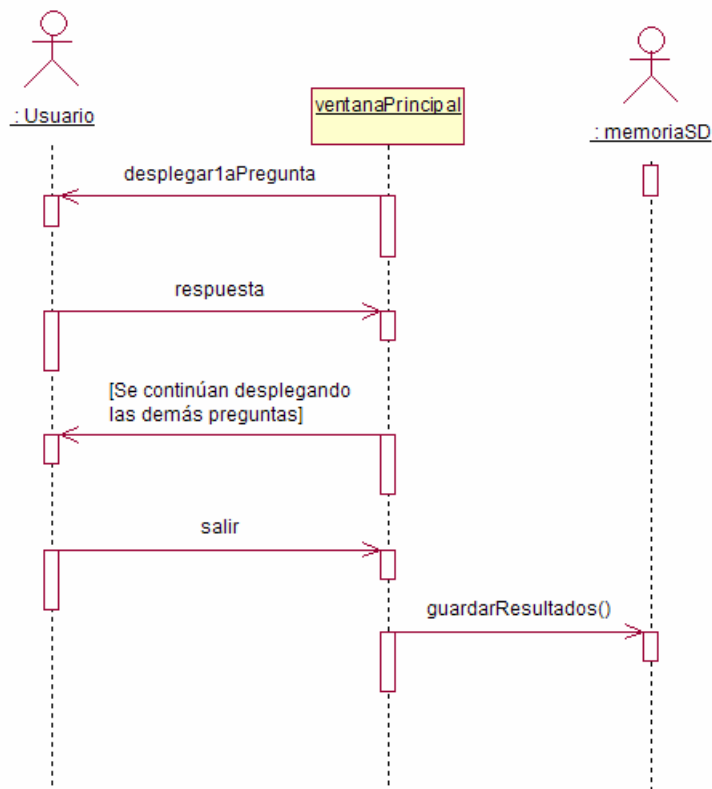 : Usuario
ventanaPrincipal
: memoriaSD
desplegar1aPregunta
respuesta
[Se continúan desplegando
las demás preguntas]
salir
guardarResultados()